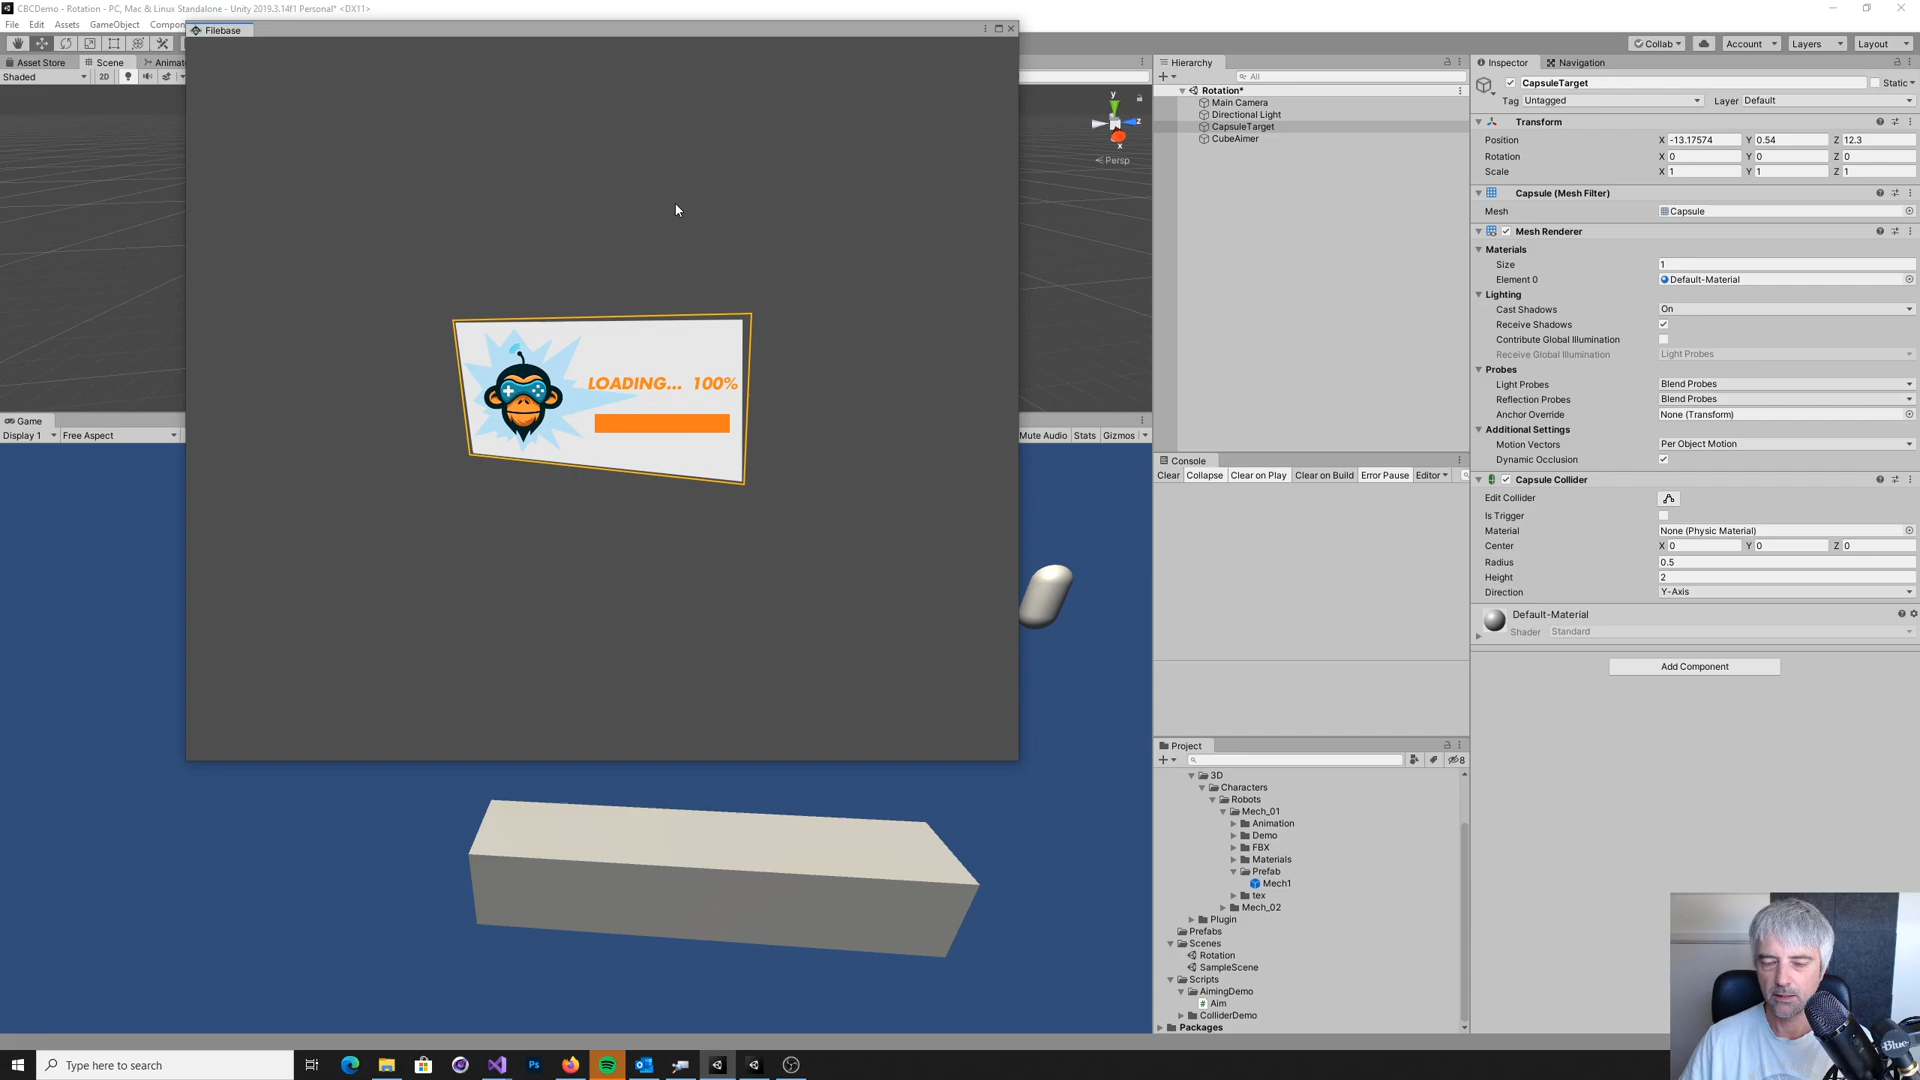 CBCDemo - Rotation - PC, Mac & Linux Standalone - Unity 2019.3.14f1 Personal* <DX11>
File Edit Assets GameObject Compon
Filebase
Collab Account Layers Layout
Asset Store Scene Animat
Shaded 2D
y
z
x
Persp
Game
Display 1 Free Aspect
Mute Audio Stats Gizmos
LOADING... 100%
Hierarchy
All
Rotation*
Main Camera
Directional Light
CapsuleTarget
CubeAimer
Console
Clear Collapse Clear on Play Clear on Build Error Pause Editor
Project
8
3D
Characters
Robots
Mech_01
Animation
Demo
FBX
Materials
Prefab
Mech1
tex
Mech_02
Plugin
Prefabs
Scenes
Rotation
SampleScene
Scripts
AimingDemo
Aim
ColliderDemo
Packages
Inspector Navigation
CapsuleTarget Static
Tag Untagged Layer Default
Transform
Position X -13.17574 Y 0.54 Z 12.3
Rotation X 0 Y 0 Z 0
Scale X 1 Y 1 Z 1
Capsule (Mesh Filter)
Mesh Capsule
Mesh Renderer
Materials
Size 1
Element 0 Default-Material
Lighting
Cast Shadows On
Receive Shadows
Contribute Global Illumination
Receive Global Illumination Light Probes
Probes
Light Probes Blend Probes
Reflection Probes Blend Probes
Anchor Override None (Transform)
Additional Settings
Motion Vectors Per Object Motion
Dynamic Occlusion
Capsule Collider
Edit Collider
Is Trigger
Material None (Physic Material)
Center X 0 Y 0 Z 0
Radius 0.5
Height 2
Direction Y-Axis
Default-Material
Shader Standard
Add Component
Blue
Type here to search
Ps